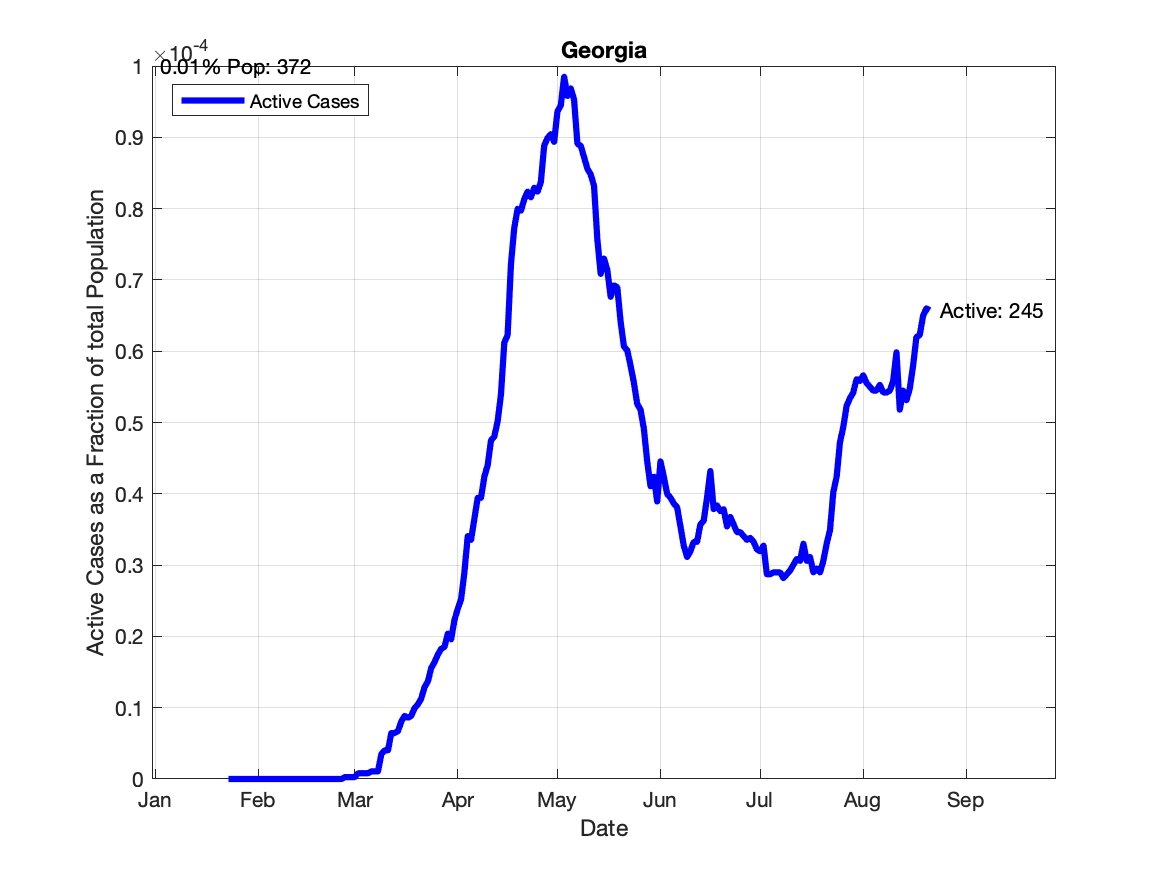 Georgia
×10-4
0.01% Pop: 372
Active Cases
Active: 245
1
0.9
0.8
0.7
0.6
0.5
0.4
0.3
0.2
0.1
0
Active Cases as a Fraction of total Population
Jan Feb Mar Apr May Jun Jul Aug Sep
Date